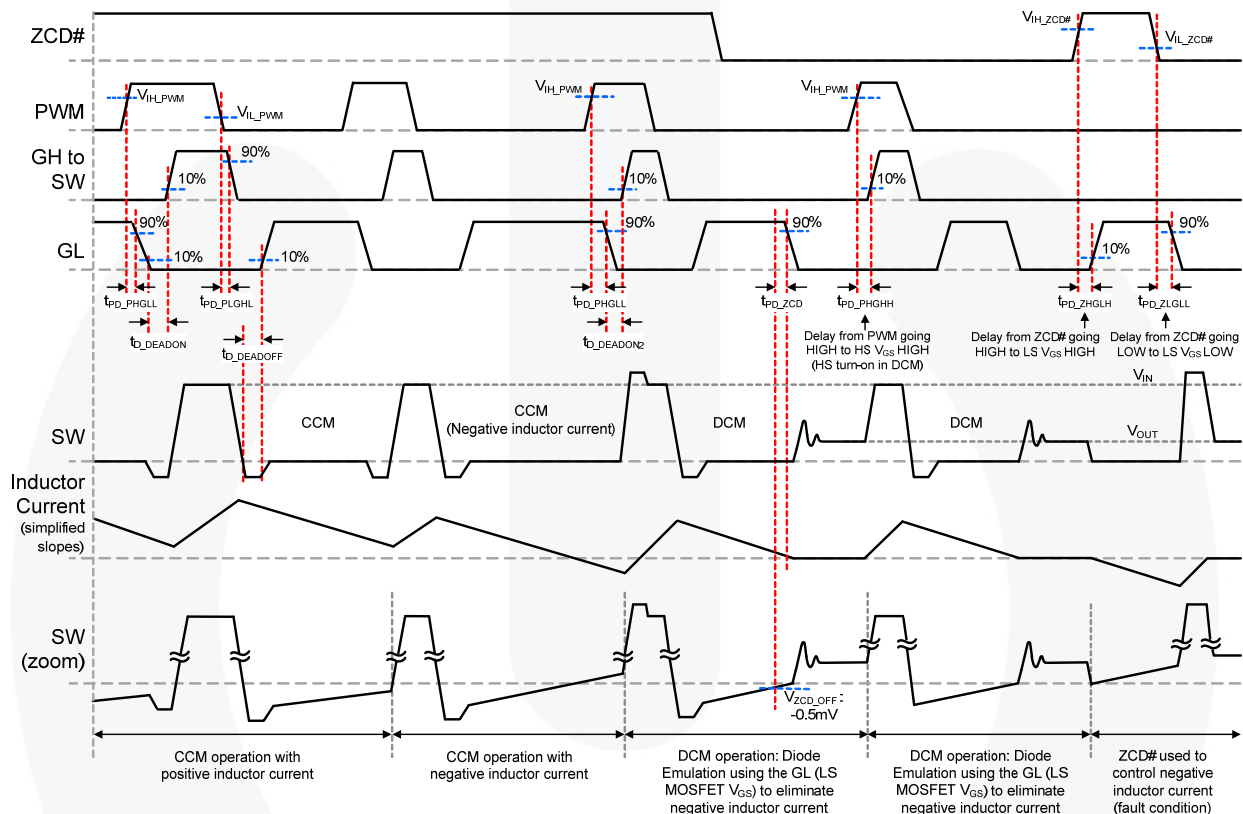 ZCD#
VIH_ZCD#
VIL_ZCD#
PWM
VIH_PWM
VIL_PWM
VIH_PWM
VIH_PWM
GH to
SW
90%
10%
10%
10%
GL
90%
10%
10%
90%
90%
10%
90%
tPD_PHGLL
tPD_PLGHL
tPD_PHGLL
tPD_ZCD
tPD_PHGHH
tPD_ZHGLH
tPD_ZLGLL
tD_DEADON
tD_DEADOFF
tD_DEADON2
Delay from PWM going
HIGH to HS VGS HIGH
(HS turn-on in DCM)
Delay from ZCD# going
HIGH to LS VGS HIGH
Delay from ZCD# going
LOW to LS VGS LOW
VIN
SW
CCM
CCM
(Negative inductor current)
DCM
DCM
VOUT
Inductor
Current
(simplified
slopes)
SW
(zoom)
VZCD_OFF :
-0.5mV
CCM operation with
positive inductor current
CCM operation with
negative inductor current
DCM operation: Diode
Emulation using the GL (LS
MOSFET VGS) to eliminate
negative inductor current
DCM operation: Diode
Emulation using the GL (LS
MOSFET VGS) to eliminate
negative inductor current
ZCD# used to
control negative
inductor current
(fault condition)